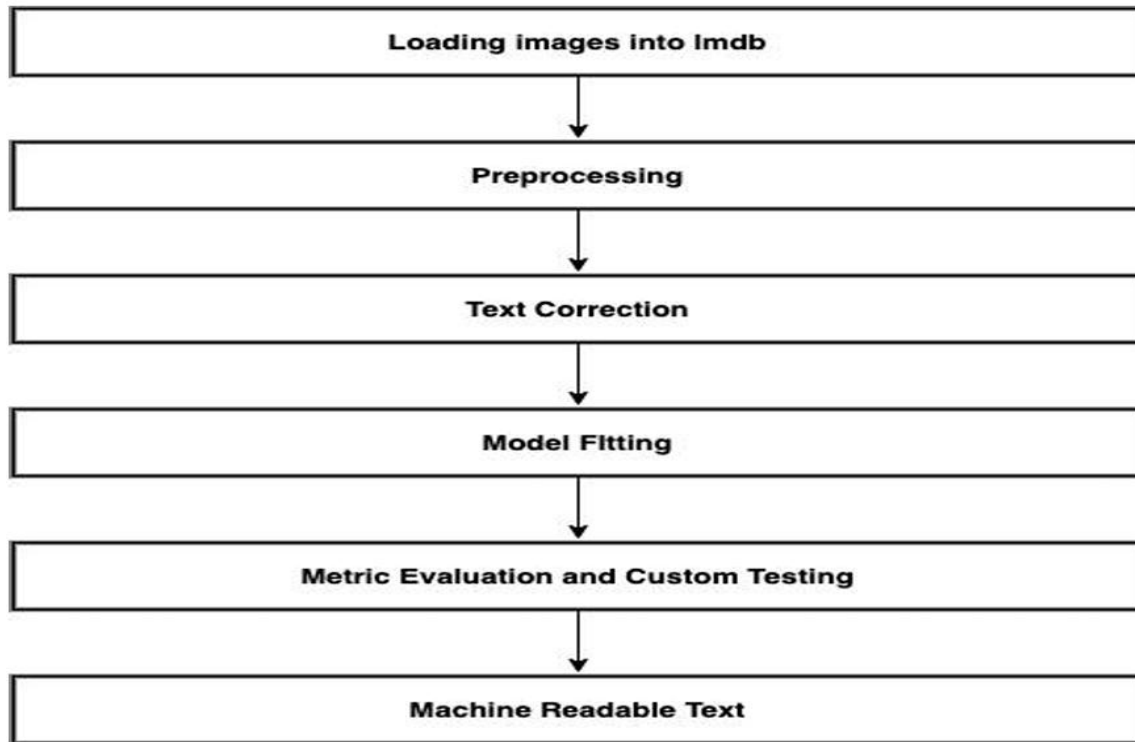 Loading images into lmdb
Preprocessing
Text Correction
Model FItting
Metric Evaluation and Custom Testing
Machine Readable Text